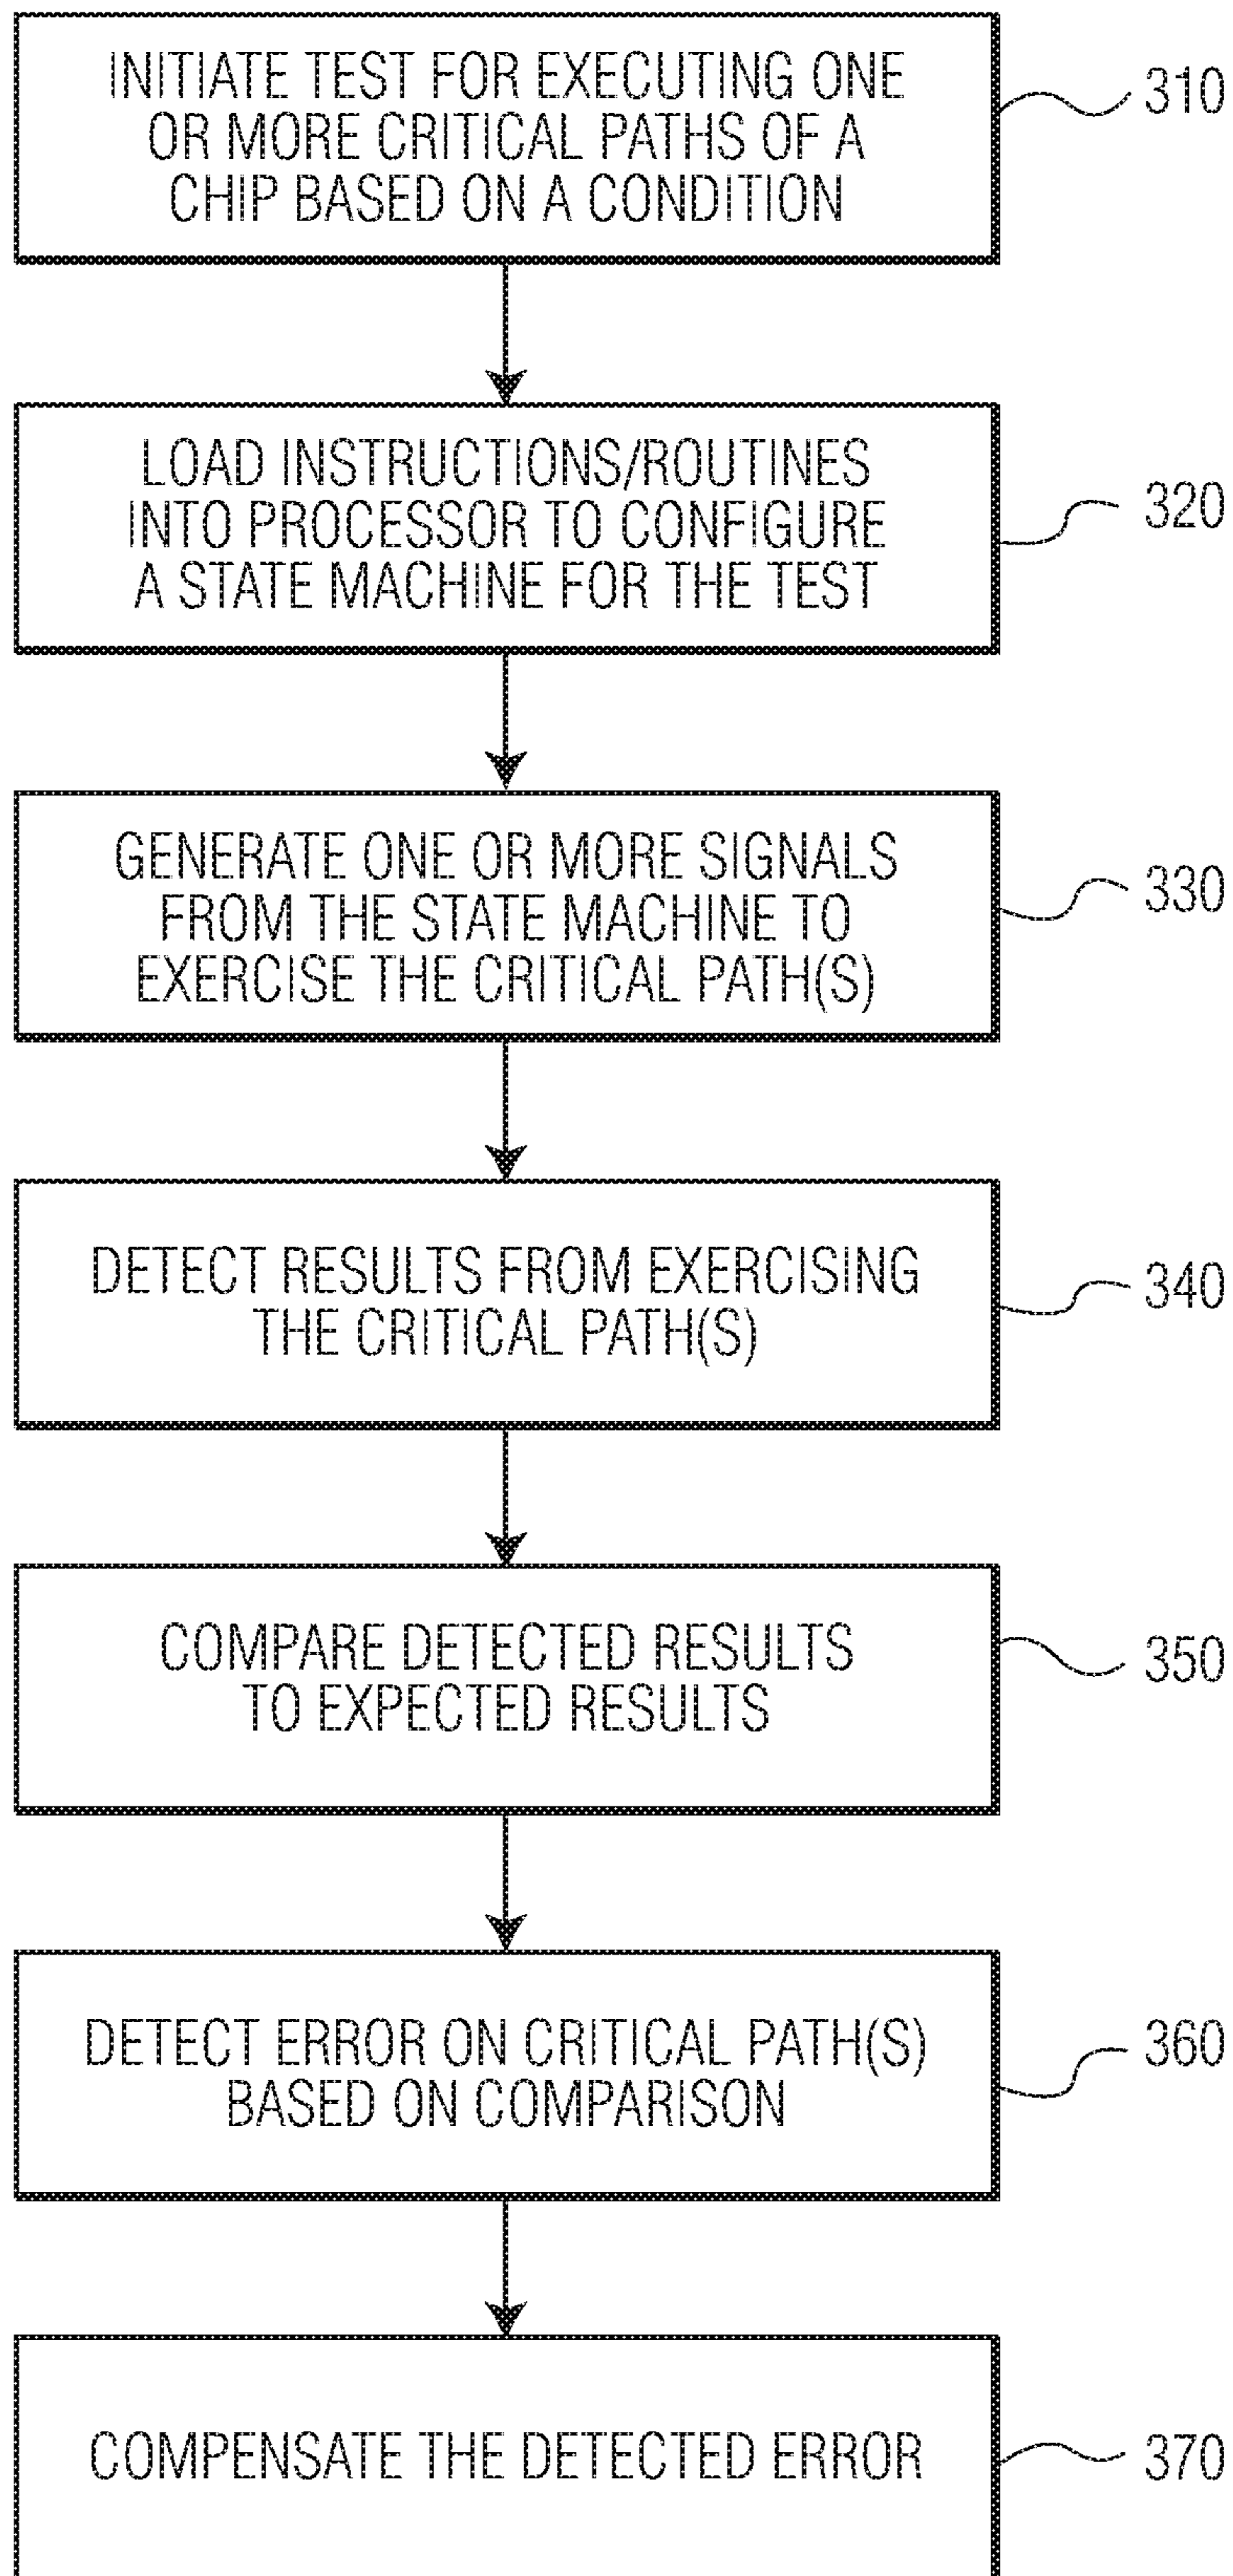 INITIATE TEST FOR EXECUTING ONE
OR MORE CRITICAL PATHS OF A
CHIP BASED ON A CONDITION
310
LOAD INSTRUCTIONS/ROUTINES
INTO PROCESSOR TO CONFIGURE
A STATE MACHINE FOR THE TEST
320
GENERATE ONE OR MORE SIGNALS
FROM THE STATE MACHINE TO
EXERCISE THE CRITICAL PATH(S)
330
DETECT RESULTS FROM EXERCISING
THE CRITICAL PATH(S)
340
COMPARE DETECTED RESULTS
TO EXPECTED RESULTS
350
DETECT ERROR ON CRITICAL PATH(S)
BASED ON COMPARISON
360
COMPENSATE THE DETECTED ERROR
370